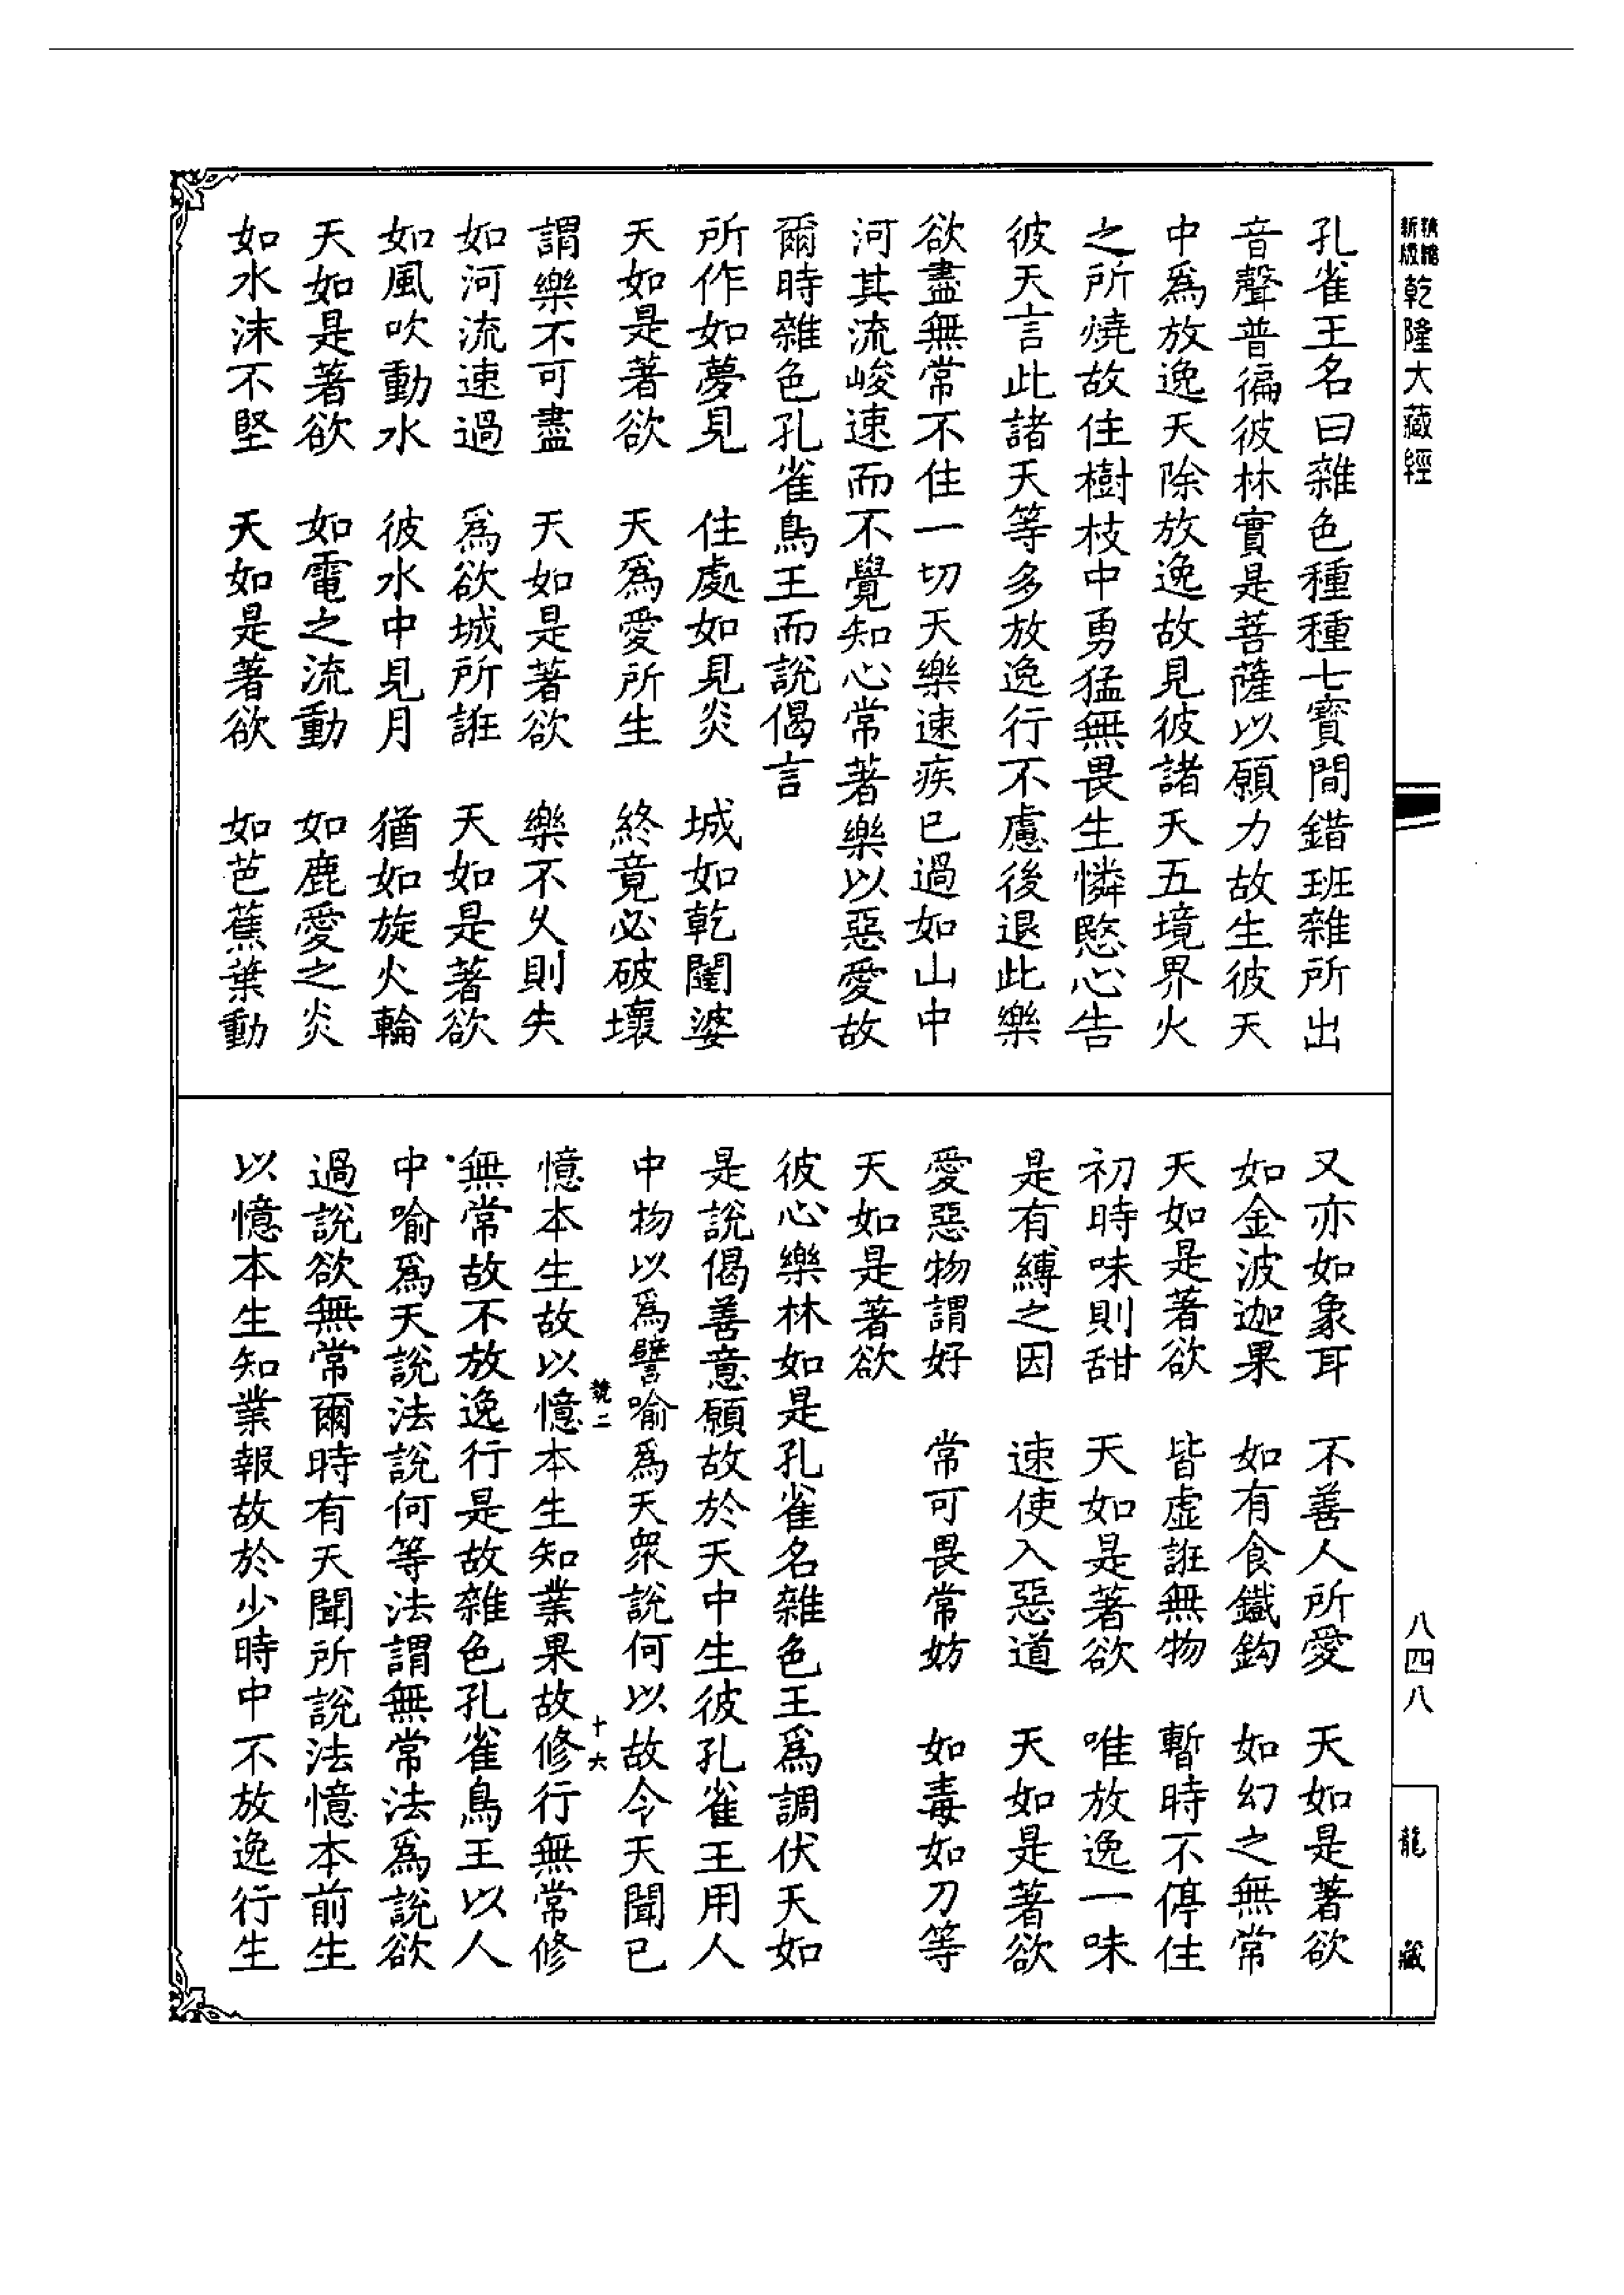 乾隆大藏經
孔雀王名曰雜色種種七寶間錯班雜所出
音聲普徧彼林實是菩薩以願力故生彼天
中爲放逸天除放逸故見彼諸天五境界火
之所燒故住樹枝中勇猛無畏生憐愍心告
彼天言此諸天等多放逸行不慮後退此樂
欲盡無常不住一切天樂速疾已過如山中
河其流峻速而不覺知心常著樂以惡愛故
爾時雜色孔雀鳥王而說偈言
所作如夢見　住處如見炎　城如乾闥婆
天如是著欲　天爲愛所生　終竟必破壞
謂樂不可盡　天如是著欲　樂不久則失
如河流速過　爲欲城所誑　天如是著欲
如風吹動水　彼水中見月　猶如旋火輪
天如是著欲　如電之流動　如鹿愛之炎
如水沫不堅　天如是著欲　如芭蕉葉動
又亦如象耳　不善人所愛　天如是著欲
如金波迦果　如有食鐵鈎　如幻之無常
天如是著欲　皆虛誑無物　暫時不停住
初時味則甜　天如是著欲　唯放逸一味
是有縛之因　速使入惡道　天如是著欲
愛惡物謂好　常可畏常妨　如毒如刀等
天如是著欲
彼心樂林如是孔雀名雜色王爲調伏天如
是說偈善意願故於天中生彼孔雀王用人
中物以爲譬喻爲天眾說何以故令天聞已
憶本生故以憶本生知業果故修行無常修
無常故不放逸行是故雜色孔雀鳥王以人
中喻爲天說法說何等法謂無常法爲說欲
過說欲無常爾時有天聞所說法憶本前生
以憶本生知業報故於少時中不放逸行生
二
十六
八四八
龍藏